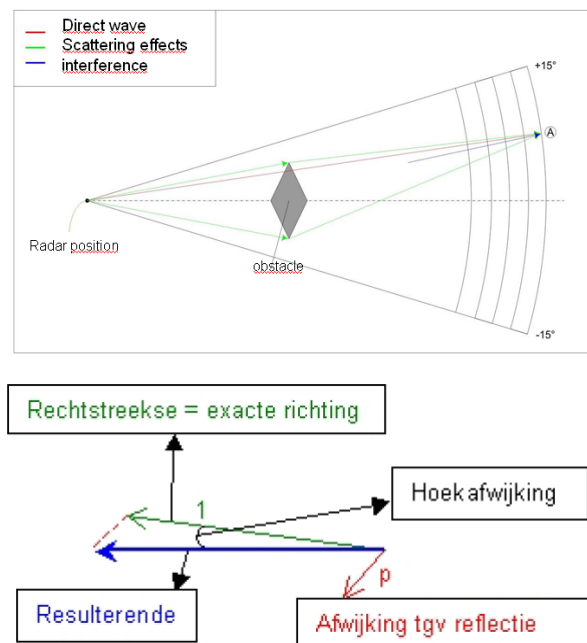 Direct wave
Scattering effects
interference
+15°
A
Radar position
obstacle
-15°
Rechtstreekse = exacte richting
1
Hoekafwijking
p
Resulterende
Afwijking tgv reflectie